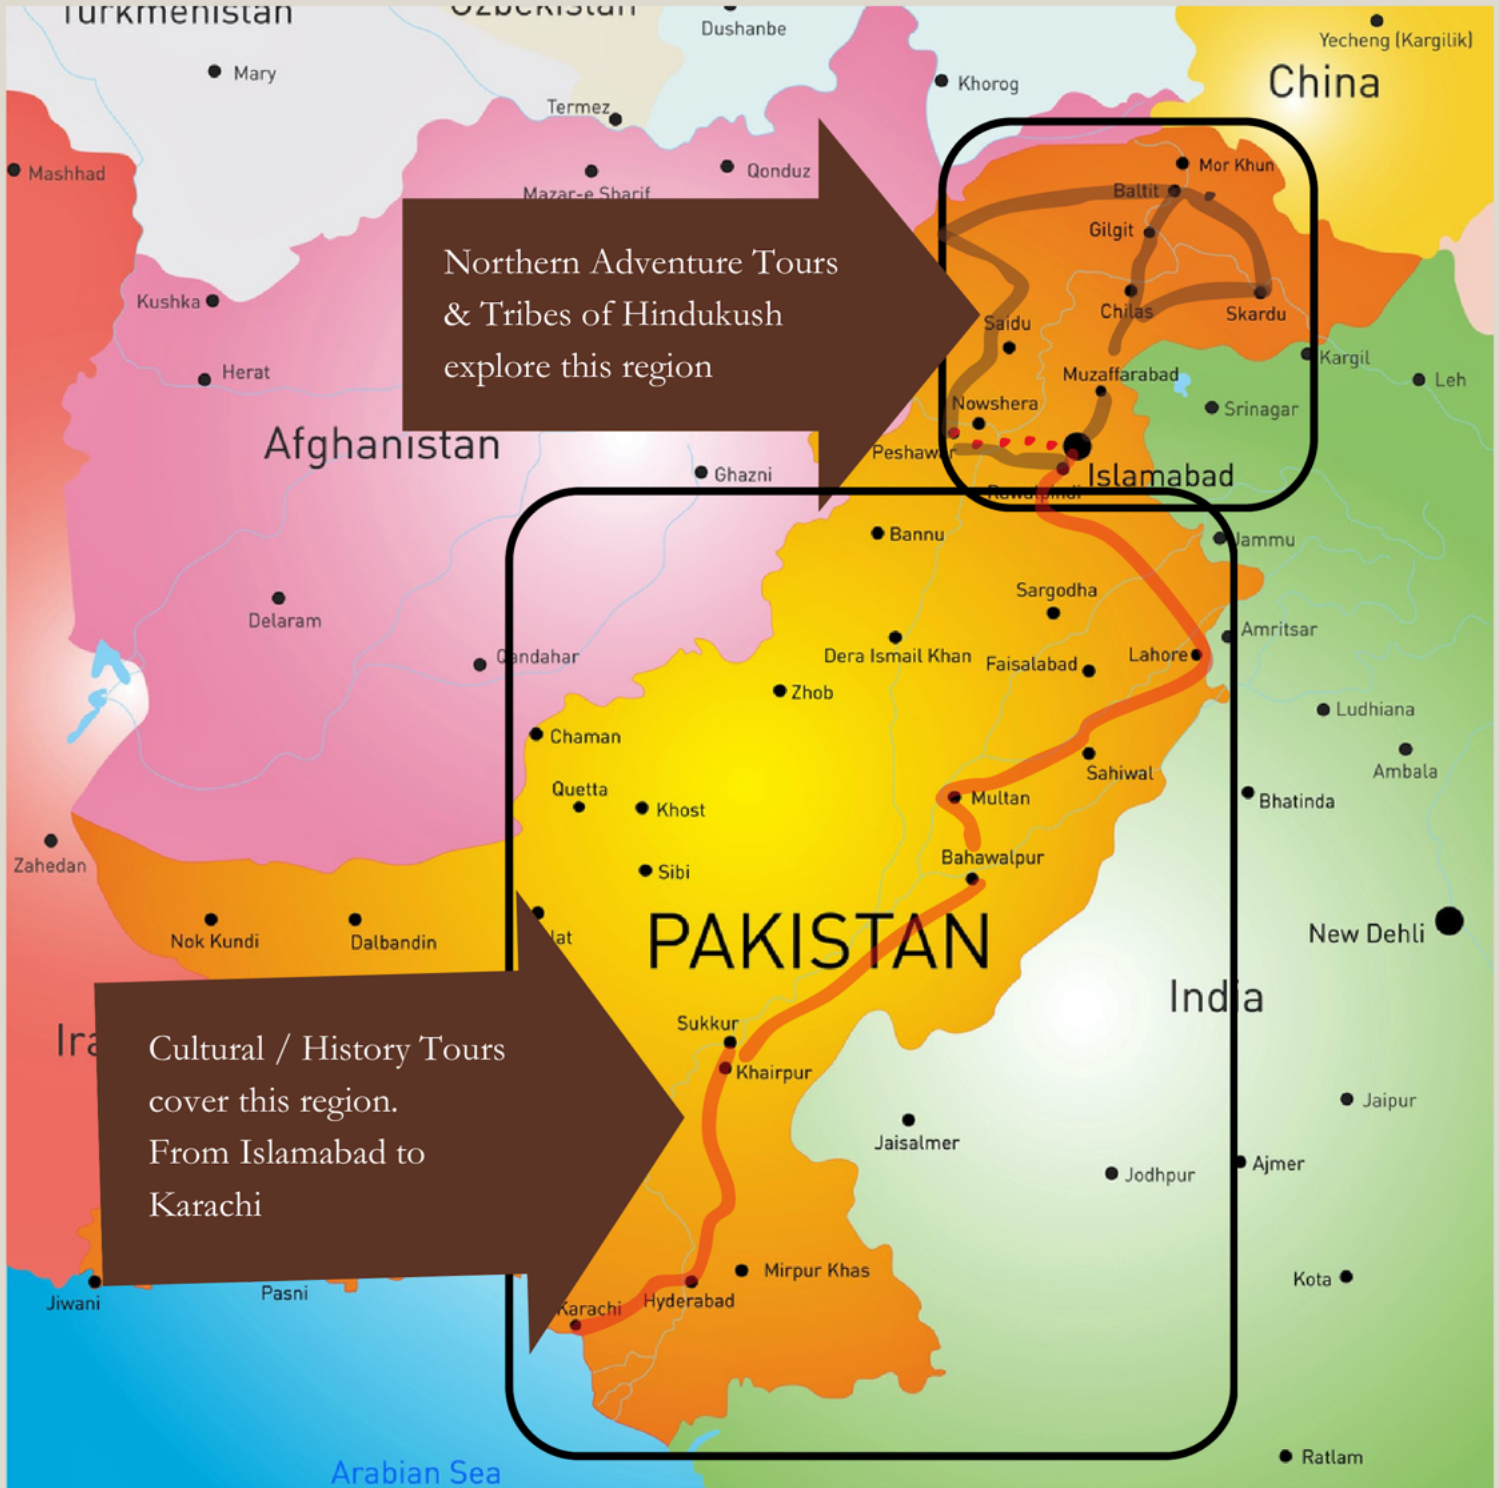 Turkmenistan
Uzbekistan
Dushanbe
Yecheng (Kargilik)
Mary
Khorog
China
Termez
Mashhad
Qonduz
Mor Khun
Mazar-e Sharif
Baltit
Gilgit
Northern Adventure Tours
& Tribes of Hindukush
explore this region
Kushka
Chilas
Skardu
Saidu
Kargil
Herat
Muzaffarabad
Leh
Nowshera
Srinagar
Afghanistan
Peshawar
Ghazni
Islamabad
Rawalpindi
Bannu
Jammu
Sargodha
Delaram
Amritsar
Qandahar
Dera Ismail Khan
Faisalabad
Lahore
Zhob
Ludhiana
Chaman
Ambala
Sahiwal
Quetta
Multan
Bhatinda
Khost
Zahedan
Bahawalpur
Sibi
Nok Kundi
Dalbandin
lat
PAKISTAN
New Dehli
India
Sukkur
Ira
Cultural / History Tours
cover this region.
From Islamabad to
Karachi
Khairpur
Jaipur
Jaisalmer
Jodhpur
Ajmer
Mirpur Khas
Kota
Jiwani
Pasni
Karachi
Hyderabad
Ratlam
Arabian Sea